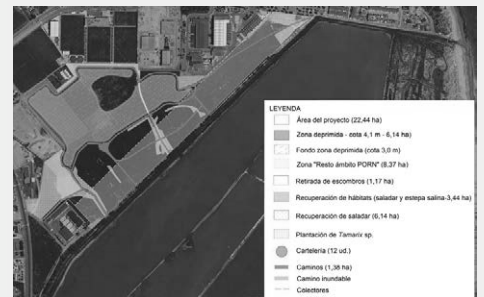 LEYENDA
Área del proyecto (22,44 ha)
Zona deprimida - cota 4,1 m - 6,14 ha)
Fondo zona deprimida (cota 3,0 m)
Zona "Resto ámbito PORN" (8,37 ha)
Retirada de escombros (1,17 ha)
Recuperación de hábitats (saladar y estepa salina-3,44 ha)
Recuperación de saladar (6,14 ha)
Plantación de Tamarix sp.
Cartelería (12 ud.)
Caminos (1,38 ha)
Camino inundable
Colectores